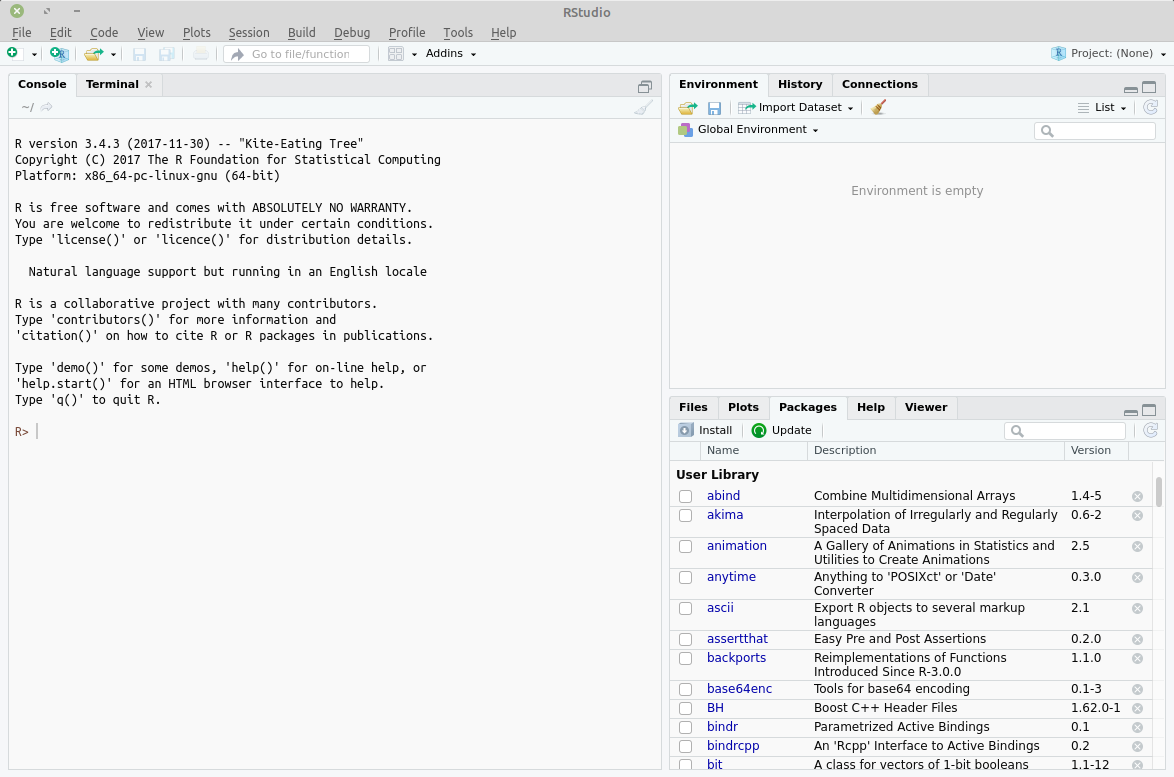 RStudio
File Edit Code View Plots Session Build Debug Profile Tools Help
Go to file/function Addins Project: (None)
Console Terminal
~/
R version 3.4.3 (2017-11-30) -- "Kite-Eating Tree"
Copyright (C) 2017 The R Foundation for Statistical Computing
Platform: x86_64-pc-linux-gnu (64-bit)
R is free software and comes with ABSOLUTELY NO WARRANTY.
You are welcome to redistribute it under certain conditions.
Type 'license()' or 'licence()' for distribution details.
Natural language support but running in an English locale
R is a collaborative project with many contributors.
Type 'contributors()' for more information and
'citation()' on how to cite R or R packages in publications.
Type 'demo()' for some demos, 'help()' for on-line help, or
'help.start()' for an HTML browser interface to help.
Type 'q()' to quit R.
R>
Environment History Connections
Import Dataset List
Global Environment
Environment is empty
Files Plots Packages Help Viewer
Install Update
Name Description Version
User Library
abind Combine Multidimensional Arrays 1.4-5
akima Interpolation of Irregularly and Regularly 0.6-2
Spaced Data
animation A Gallery of Animations in Statistics and 2.5
Utilities to Create Animations
anytime Anything to 'POSIXct' or 'Date' 0.3.0
Converter
ascii Export R objects to several markup 2.1
languages
assertthat Easy Pre and Post Assertions 0.2.0
backports Reimplementations of Functions 1.1.0
Introduced Since R-3.0.0
base64enc Tools for base64 encoding 0.1-3
BH Boost C++ Header Files 1.62.0-1
bindr Parametrized Active Bindings 0.1
bindrcpp An 'Rcpp' Interface to Active Bindings 0.2
bit A class for vectors of 1-bit booleans 1.1-12